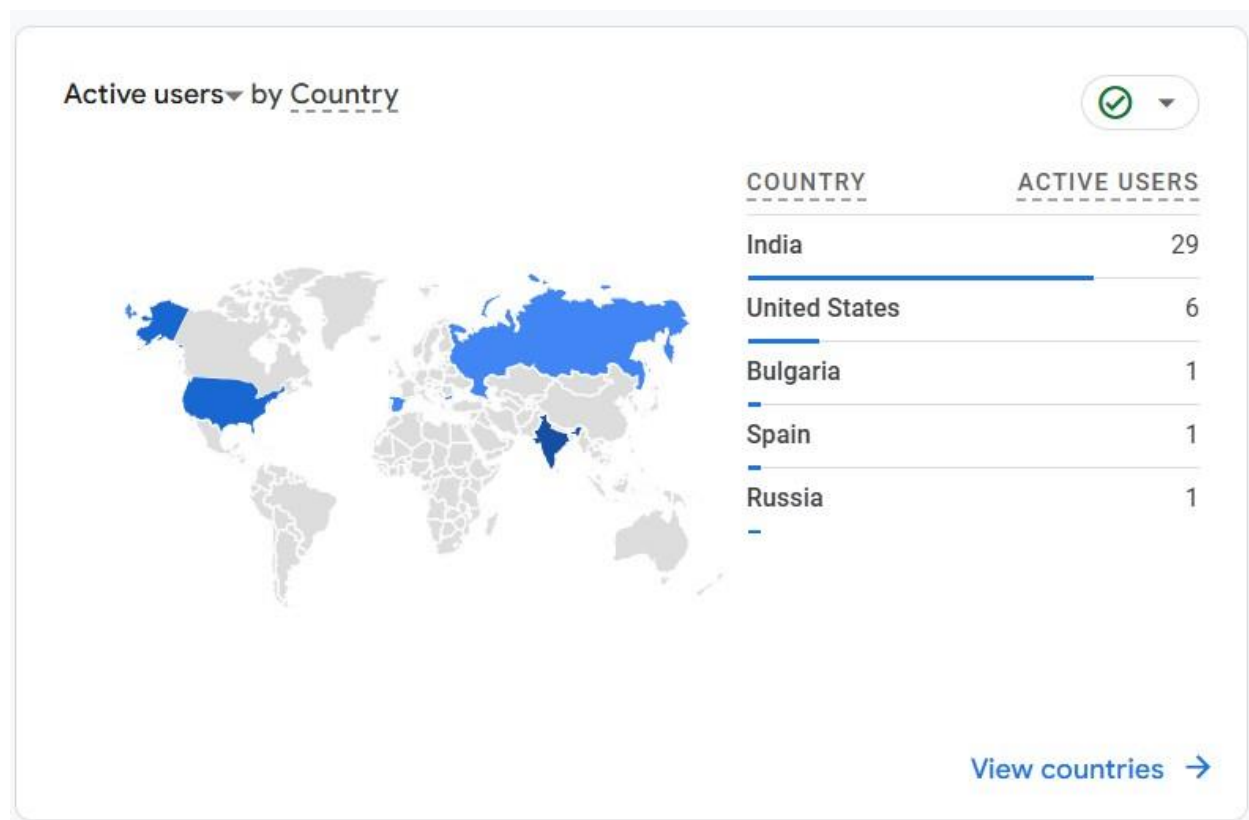 Active users by Country
COUNTRY ACTIVE USERS
India 29
United States 6
Bulgaria 1
Spain 1
Russia 1
View countries